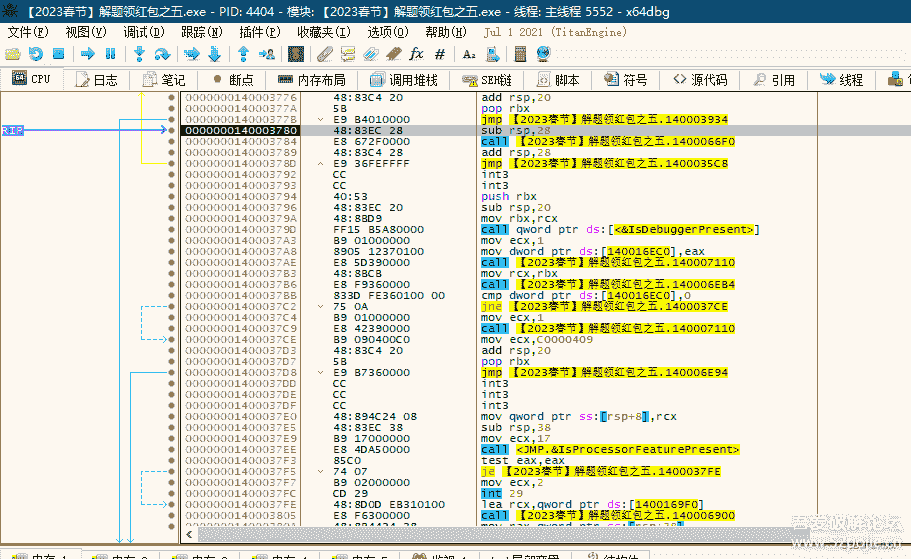 【2023春节】解题领红包之五.exe - PID: 4404 - 模块: 【2023春节】解题领红包之五.exe - 线程: 主线程 5552 - x64dbg
文件(F) 视图(V) 调试(D) 跟踪(N) 插件(P) 收藏夹(I) 选项(O) 帮助(H) Jul 1 2021 (TitanEngine)
CPU 日志 笔记 断点 内存布局 调用堆栈 SEH链 脚本 符号 源代码 引用 线程
0000000140003776 48:83C4 20 add rsp,20
000000014000377A 5B pop rbx
000000014000377B E9 B4010000 jmp 【2023春节】解题领红包之五.140003934
RIP 0000000140003780 48:83EC 28 sub rsp,28
0000000140003784 E8 672F0000 call 【2023春节】解题领红包之五.1400066F0
0000000140003789 48:83C4 28 add rsp,28
000000014000378D E9 36FEFFFF jmp 【2023春节】解题领红包之五.1400035C8
0000000140003792 CC int3
0000000140003793 CC int3
0000000140003794 40:53 push rbx
0000000140003796 48:83EC 20 sub rsp,20
000000014000379A 48:8BD9 mov rbx,rcx
000000014000379D FF15 B5A80000 call qword ptr ds:[<&IsDebuggerPresent>]
00000001400037A3 B9 01000000 mov ecx,1
00000001400037A8 8905 12370100 mov dword ptr ds:[140016EC0],eax
00000001400037AE E8 5D390000 call 【2023春节】解题领红包之五.140007110
00000001400037B3 48:8BCB mov rcx,rbx
00000001400037B6 E8 F9360000 call 【2023春节】解题领红包之五.140006EB4
00000001400037BB 833D FE360100 00 cmp dword ptr ds:[140016EC0],0
00000001400037C2 75 0A jne 【2023春节】解题领红包之五.1400037CE
00000001400037C4 B9 01000000 mov ecx,1
00000001400037C9 E8 42390000 call 【2023春节】解题领红包之五.140007110
00000001400037CE B9 090400C0 mov ecx,C0000409
00000001400037D3 48:83C4 20 add rsp,20
00000001400037D7 5B pop rbx
00000001400037D8 E9 B7360000 jmp 【2023春节】解题领红包之五.140006E94
00000001400037DD CC int3
00000001400037DE CC int3
00000001400037DF CC int3
00000001400037E0 48:894C24 08 mov qword ptr ss:[rsp+8],rcx
00000001400037E5 48:83EC 38 sub rsp,38
00000001400037E9 B9 17000000 mov ecx,17
00000001400037EE E8 4DA50000 call <JMP.&IsProcessorFeaturePresent>
00000001400037F3 85C0 test eax,eax
00000001400037F5 74 07 je 【2023春节】解题领红包之五.1400037FE
00000001400037F7 B9 02000000 mov ecx,2
00000001400037FC CD 29 int 29
00000001400037FE 48:8D0D EB310100 lea rcx,qword ptr ds:[1400169F0]
0000000140003805 E8 F6300000 call 【2023春节】解题领红包之五.140006900
吾爱破解论坛
www.52pojie.cn